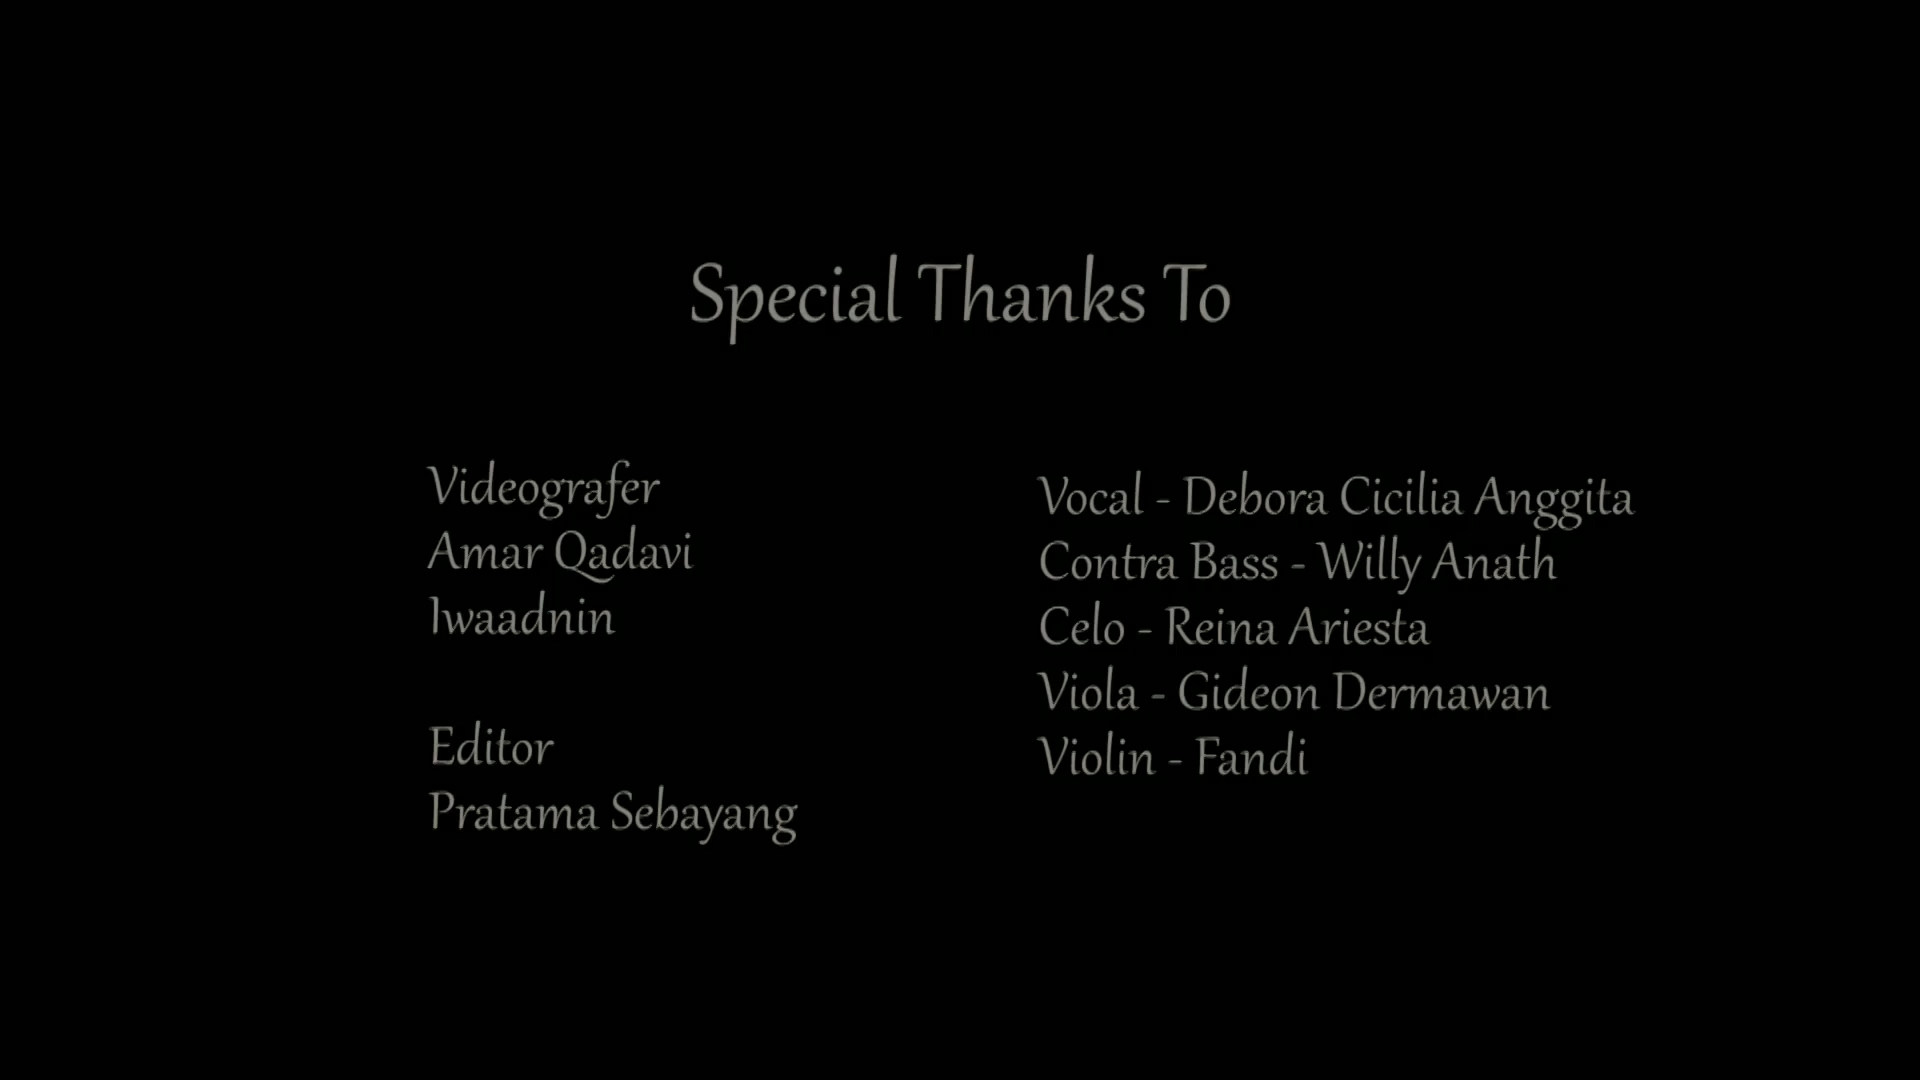 Special Thanks To
Videografer
Amar Qadavi
Iwaadnin
Editor
Pratama Sebayang
Vocal - Debora Cicilia Anggita
Contra Bass - Willy Anath
Celo - Reina Ariesta
Viola - Gideon Dermawan
Violin - Fandi